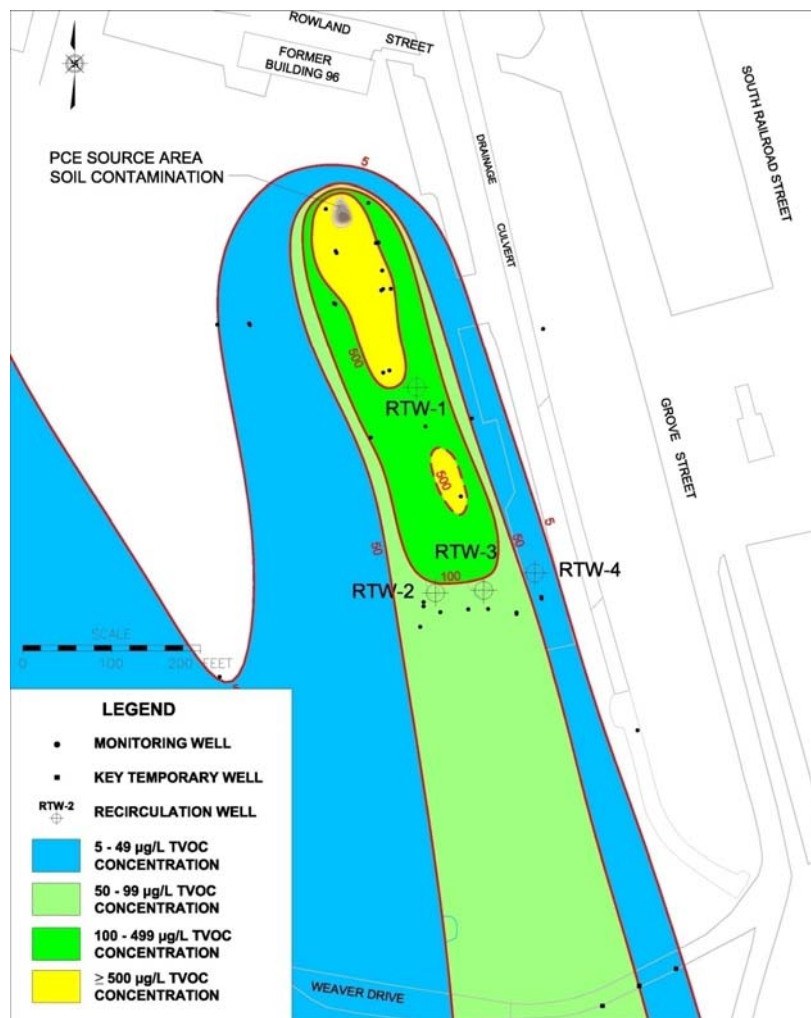 ROWLAND
STREET
FORMER
BUILDING 96
SOUTH RAILROAD STREET
DRAINAGE
CULVERT
PCE SOURCE AREA
SOIL CONTAMINATION
5
500
RTW-1
GROVE STREET
500
5
50
50
RTW-3
100
RTW-4
RTW-2
SCALE
0 100 200 FEET
5
LEGEND
MONITORING WELL
KEY TEMPORARY WELL
RTW-2 RECIRCULATION WELL
5 - 49 µg/L TVOC
CONCENTRATION
50 - 99 µg/L TVOC
CONCENTRATION
100 - 499 µg/L TVOC
CONCENTRATION
≥ 500 µg/L TVOC
CONCENTRATION
WEAVER DRIVE